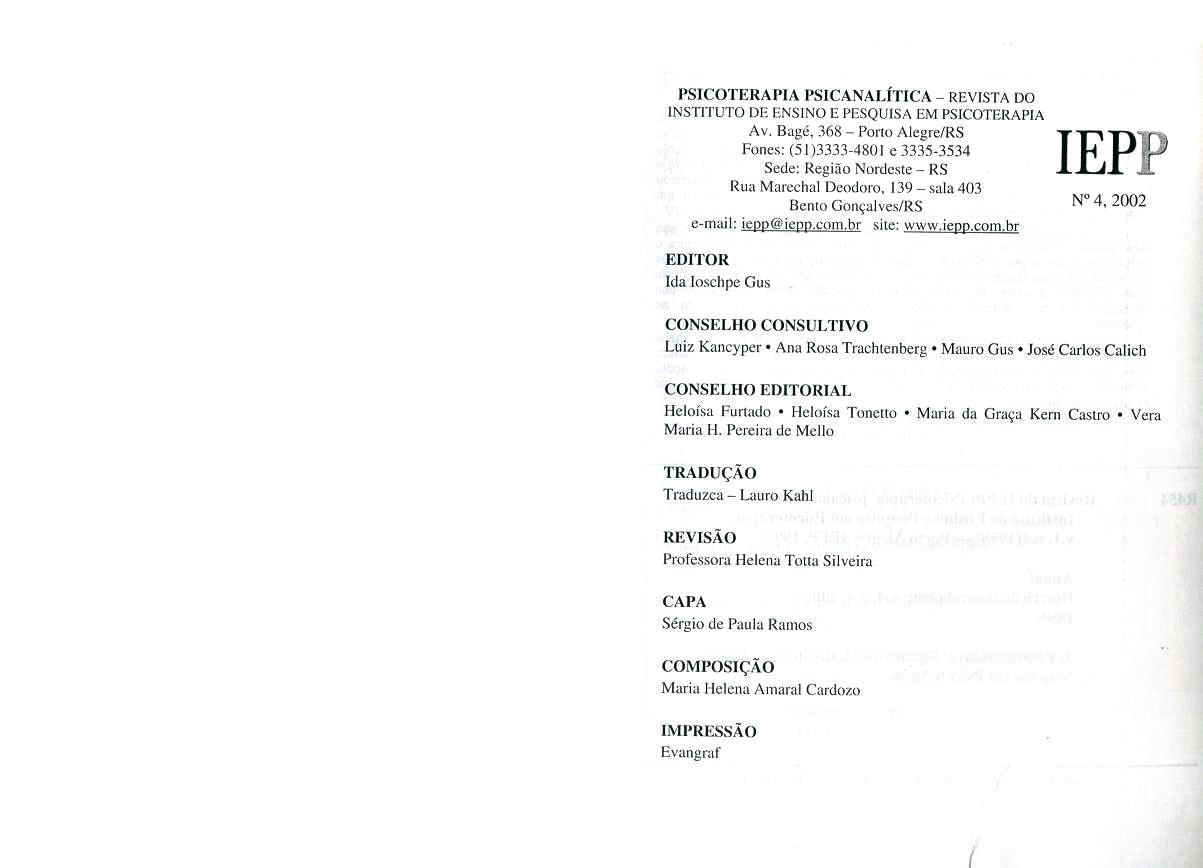 PSICOTERAPIA PSICANALÍTICA – REVISTA DO
INSTITUTO DE ENSINO E PESQUISA EM PSICOTERAPIA
Av. Bagé, 368 – Porto Alegre/RS
Fones: (51)3333-4801 e 3335-3534
Sede: Região Nordeste – RS
Rua Marechal Deodoro, 139 – sala 403
Bento Gonçalves/RS
e-mail: iepp@iepp.com.br site: www.iepp.com.br
IEPP
Nº 4, 2002
EDITOR
Ida Ioschpe Gus
CONSELHO CONSULTIVO
Luiz Kancyper • Ana Rosa Trachtenberg • Mauro Gus • José Carlos Calich
CONSELHO EDITORIAL
Heloísa Furtado • Heloísa Tonetto • Maria da Graça Kern Castro • Vera
Maria H. Pereira de Mello
TRADUÇÃO
Traduzca – Lauro Kahl
REVISÃO
Professora Helena Totta Silveira
CAPA
Sérgio de Paula Ramos
COMPOSIÇÃO
Maria Helena Amaral Cardozo
IMPRESSÃO
Evangraf